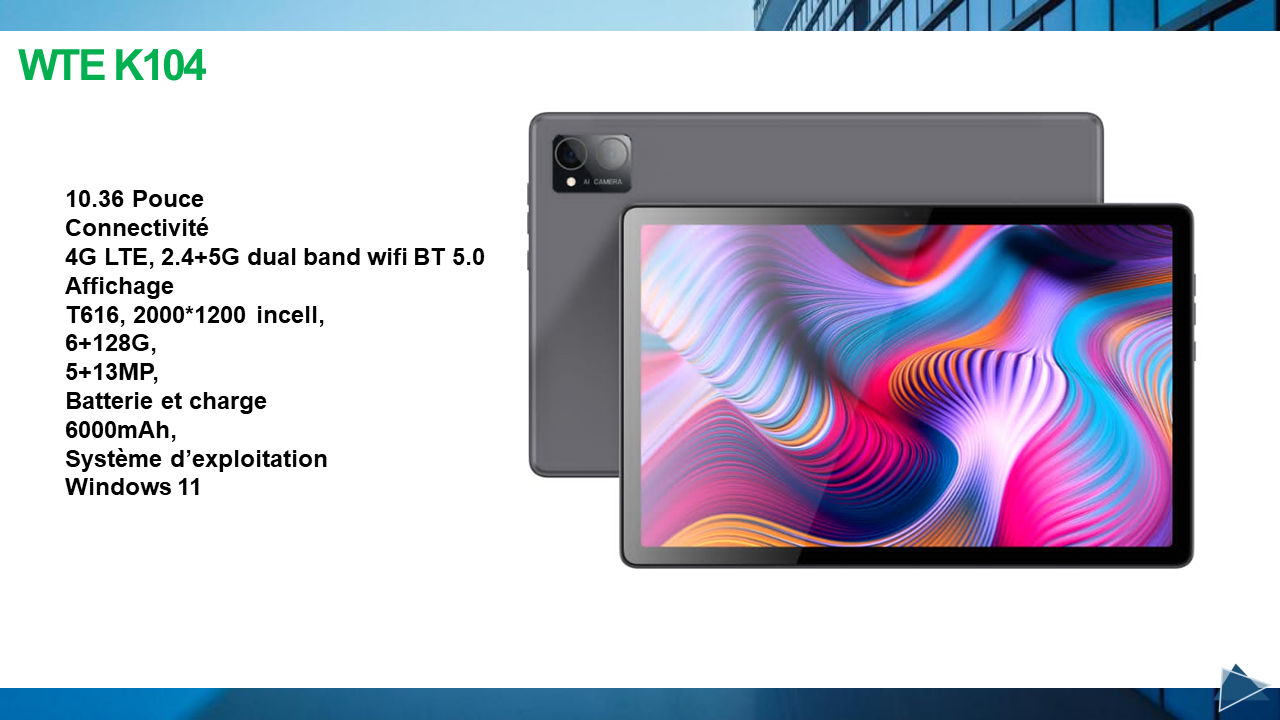 WTE K104
10.36 Pouce
Connectivité
4G LTE, 2.4+5G dual band wifi BT 5.0
Affichage
T616, 2000*1200 incell,
6+128G,
5+13MP,
Batterie et charge
6000mAh,
Système d’exploitation
Windows 11
AI CAMERA